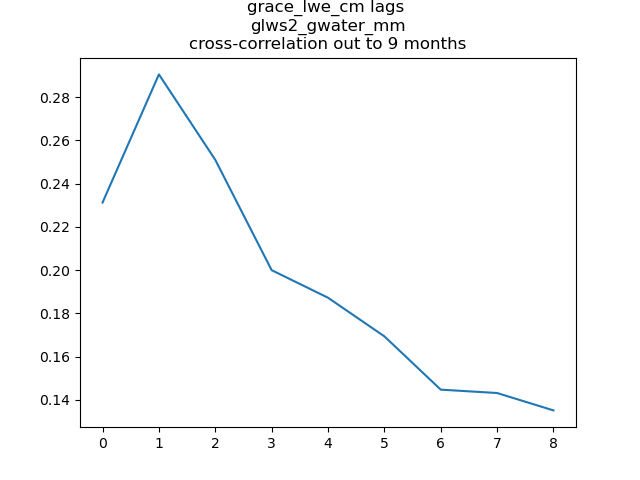 grace_lwe_cm lags
glws2_gwater_mm
cross-correlation out to 9 months
0.28
0.26
0.24
0.22
0.20
0.18
0.16
0.14
0 1 2 3 4 5 6 7 8